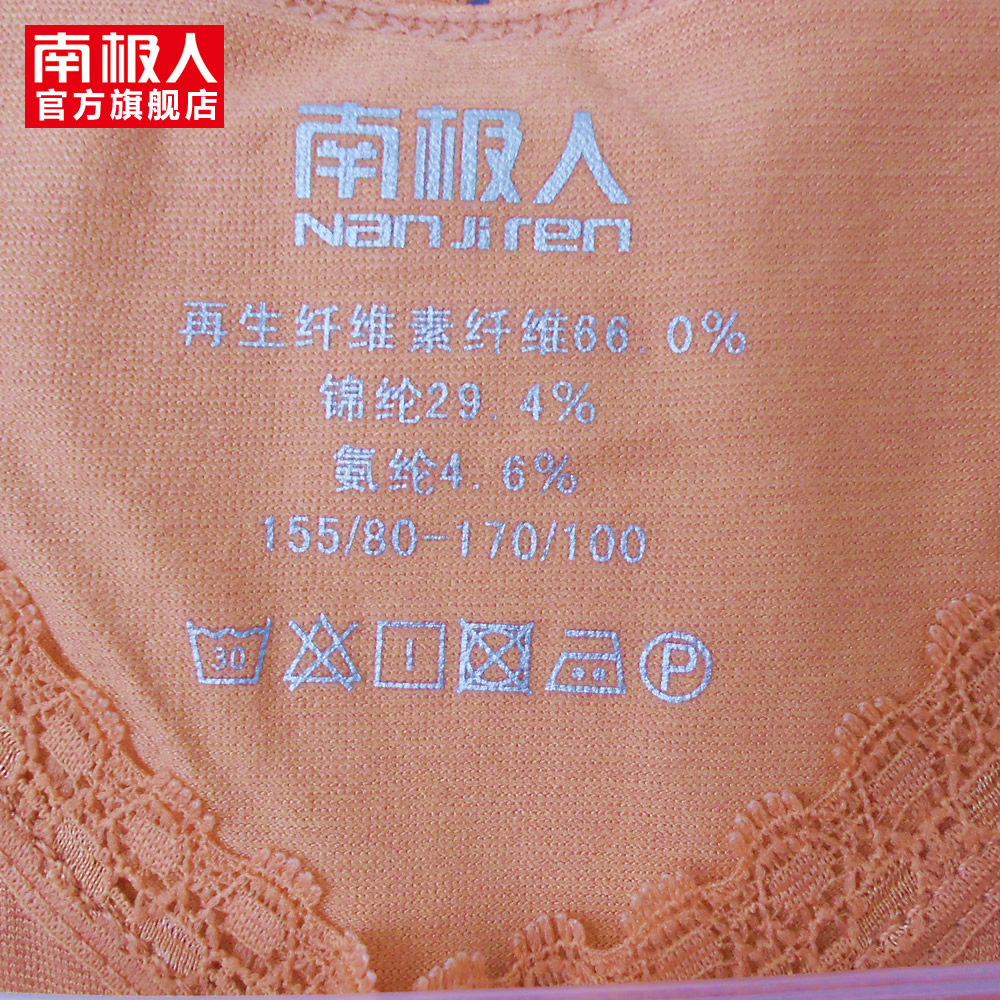 南极人
官方旗舰店
南极人
NanJiren
再生纤维素纤维66.0%
锦纶29.4%
氨纶4.6%
155/80-170/100
30
P